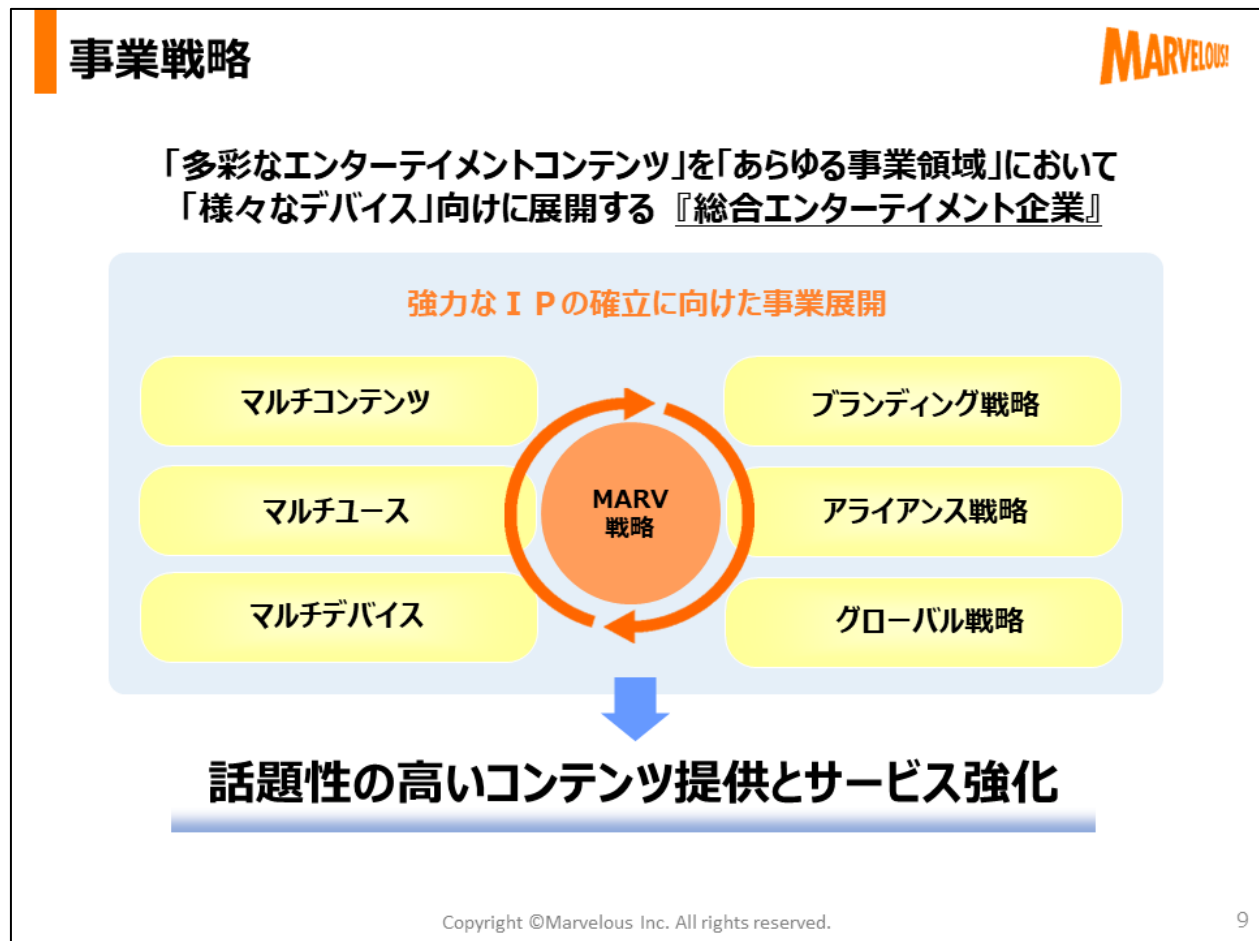 事業戦略
MARVELOUS!
「多彩なエンターテイメントコンテンツ」を「あらゆる事業領域」において
「様々なデバイス」向けに展開する 『総合エンターテイメント企業』
強力なＩＰの確立に向けた事業展開
マルチコンテンツ
マルチユース
マルチデバイス
MARV
戦略
ブランディング戦略
アライアンス戦略
グローバル戦略
話題性の高いコンテンツ提供とサービス強化
Copyright ©Marvelous Inc. All rights reserved.
9